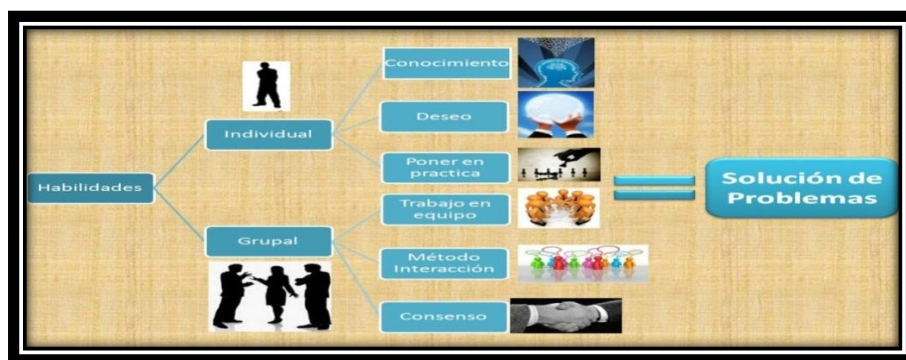 Habilidades
Individual
Conocimiento
Deseo
Poner en
practica
Grupal
Trabajo en
equipo
Método
Interacción
Consenso
Solución de
Problemas